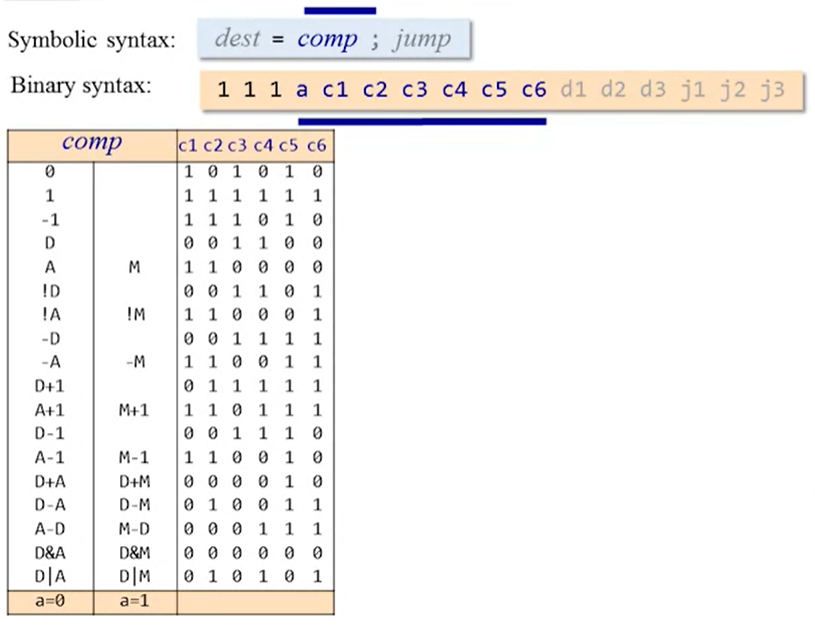 Symbolic syntax: dest = comp ; jump
Binary syntax: 1 1 1 a c1 c2 c3 c4 c5 c6 d1 d2 d3 j1 j2 j3
comp c1 c2 c3 c4 c5 c6
0 1 0 1 0 1 0
1 1 1 1 1 1 1
-1 1 1 1 0 1 0
D 0 0 1 1 0 0
A M 1 1 0 0 0 0
!D 0 0 1 1 0 1
!A !M 1 1 0 0 0 1
-D 0 0 1 1 1 1
-A -M 1 1 0 0 1 1
D+1 0 1 1 1 1 1
A+1 M+1 1 1 0 1 1 1
D-1 0 0 1 1 1 0
A-1 M-1 1 1 0 0 1 0
D+A D+M 0 0 0 0 1 0
D-A D-M 0 1 0 0 1 1
A-D M-D 0 0 0 1 1 1
D&A D&M 0 0 0 0 0 0
D|A D|M 0 1 0 1 0 1
a=0 a=1